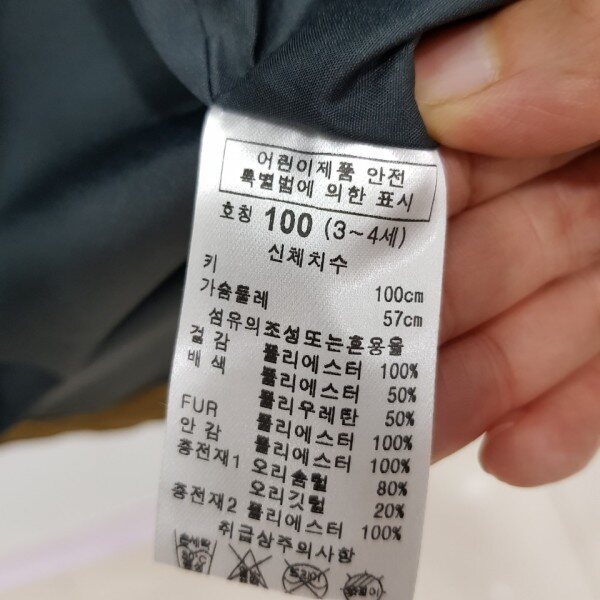 어린이제품 안전
특별법에 의한 표시
호칭 100 (3~4세)
신체치수
키 100cm
가슴둘레 57cm
섬유의조성또는혼용율
겉감 폴리에스터 100%
배색 폴리에스터 50%
폴리우레탄 50%
FUR 폴리에스터 100%
안감 폴리에스터 100%
충전재1 오리솜털 80%
오리깃털 20%
충전재2 폴리에스터 100%
취급상주의사항